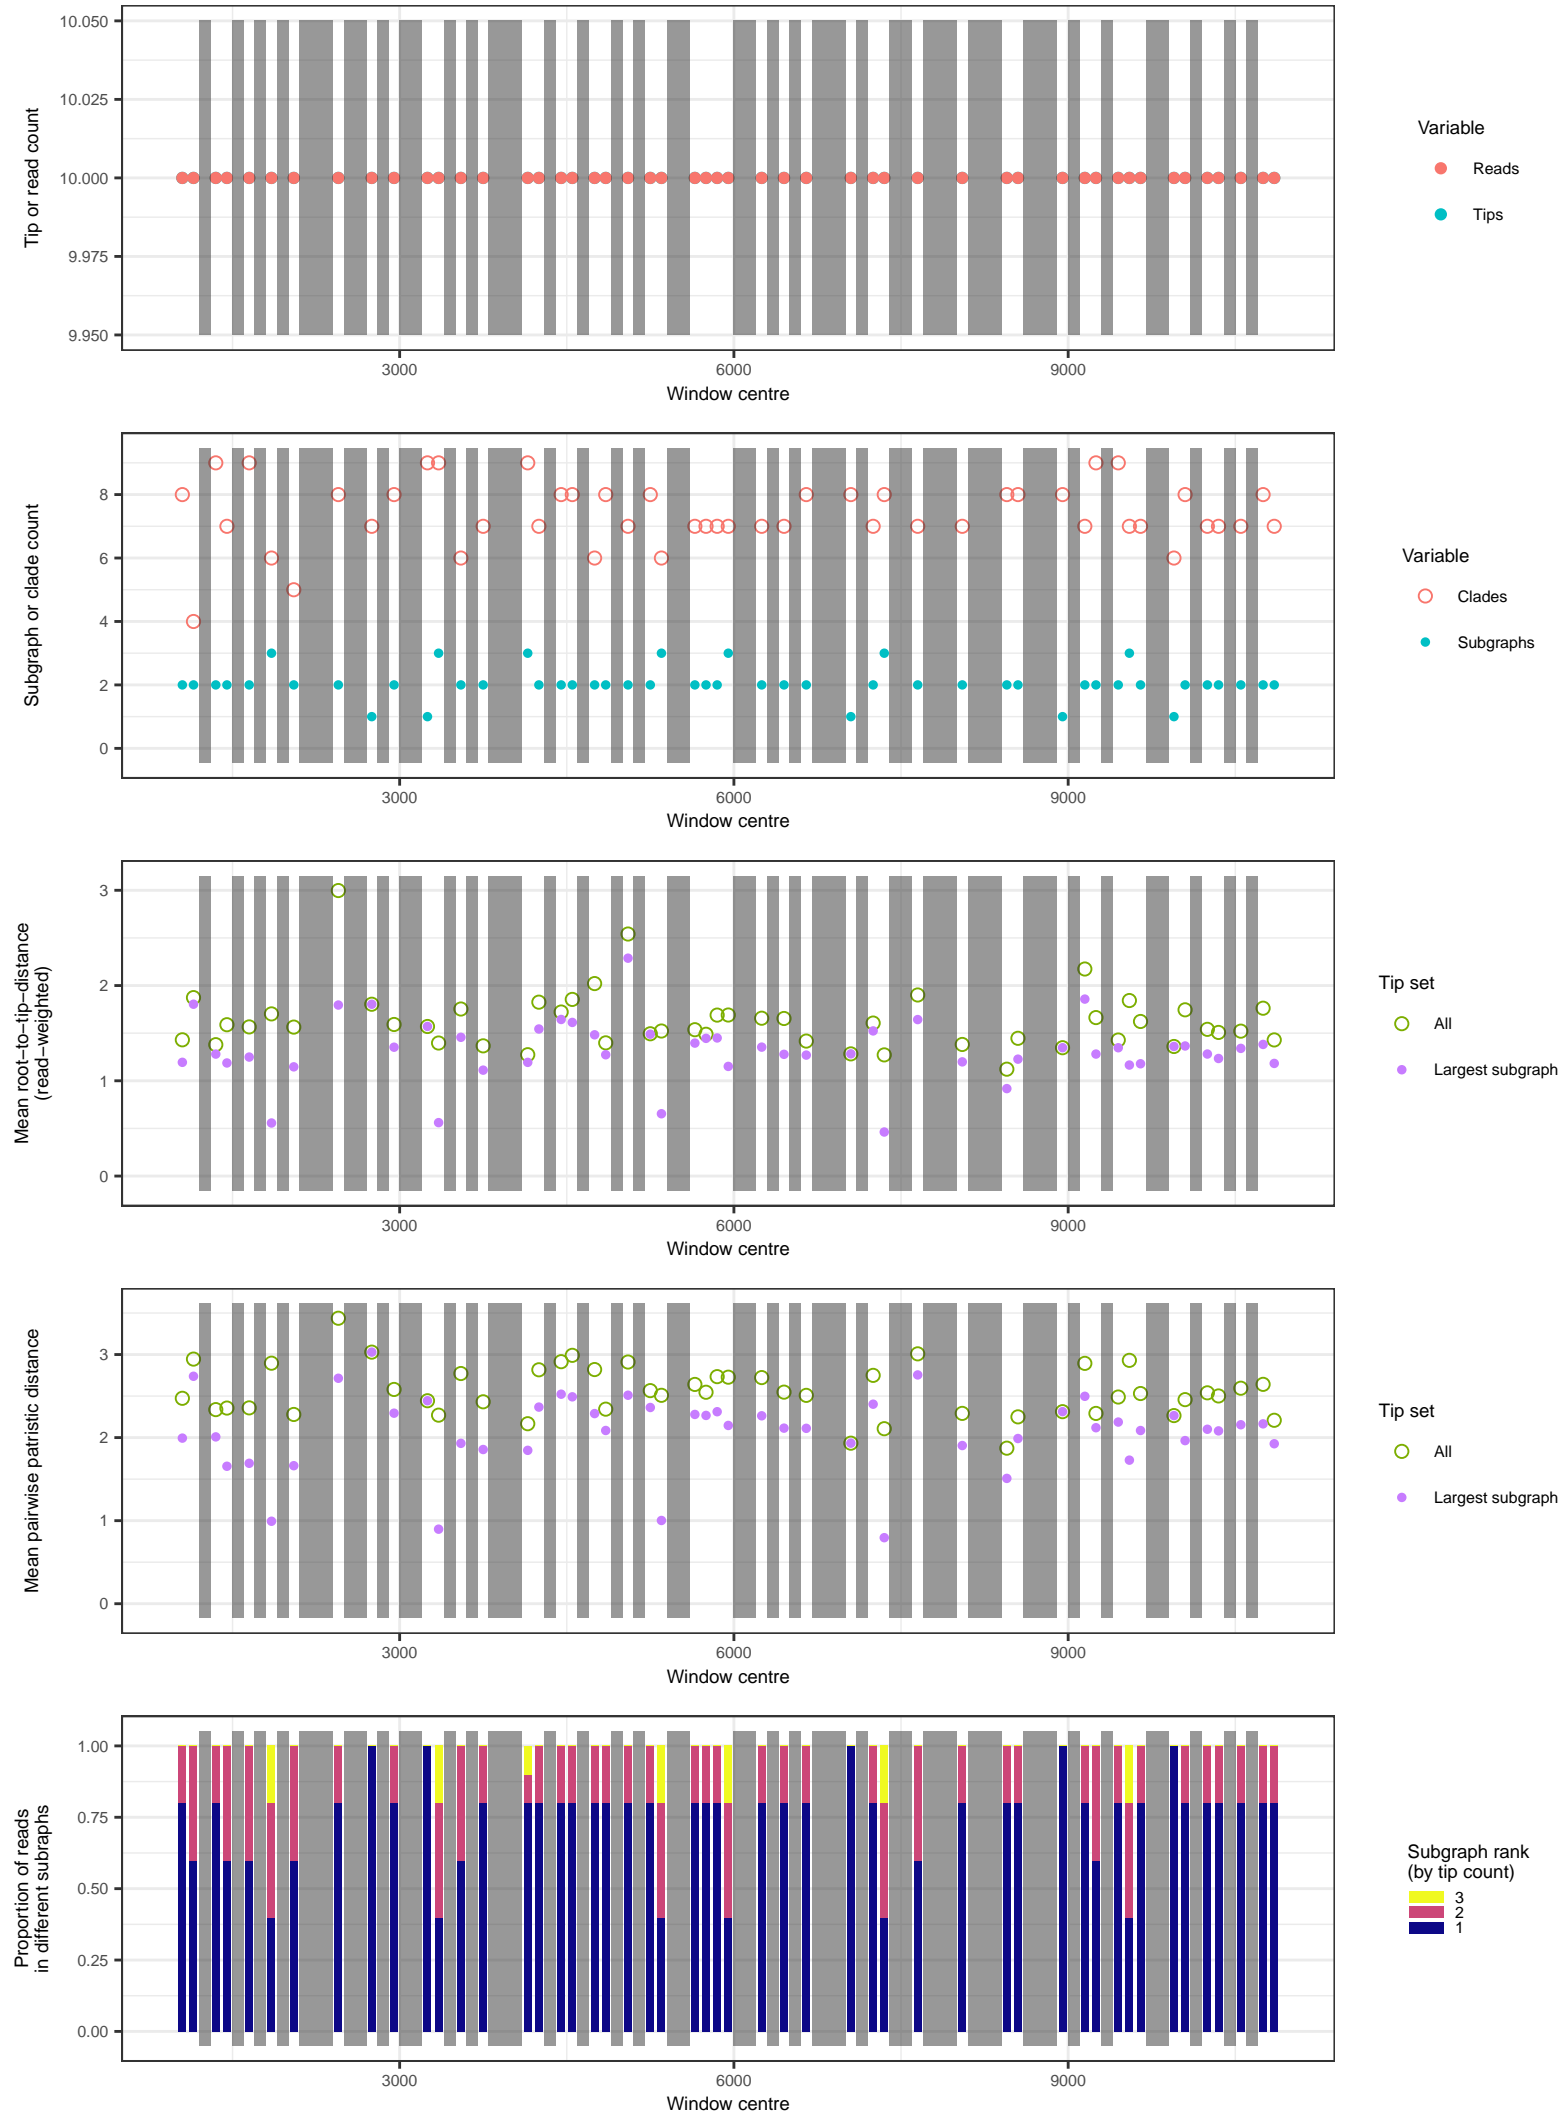 10.050
10.025
10.000
9.975
9.950
Tip or read count
3000
6000
9000
Window centre
Variable
Reads
Tips
8
6
4
2
0
Subgraph or clade count
3000
6000
9000
Window centre
Variable
Clades
Subgraphs
3
2
1
0
Mean root−to−tip−distance
(read−weighted)
3000
6000
9000
Window centre
Tip set
All
Largest subgraph
3
2
1
0
Mean pairwise patristic distance
3000
6000
9000
Window centre
Tip set
All
Largest subgraph
1.00
0.75
0.50
0.25
0.00
Proportion of reads
in different subraphs
3000
6000
9000
Window centre
Subgraph rank
(by tip count)
3
2
1